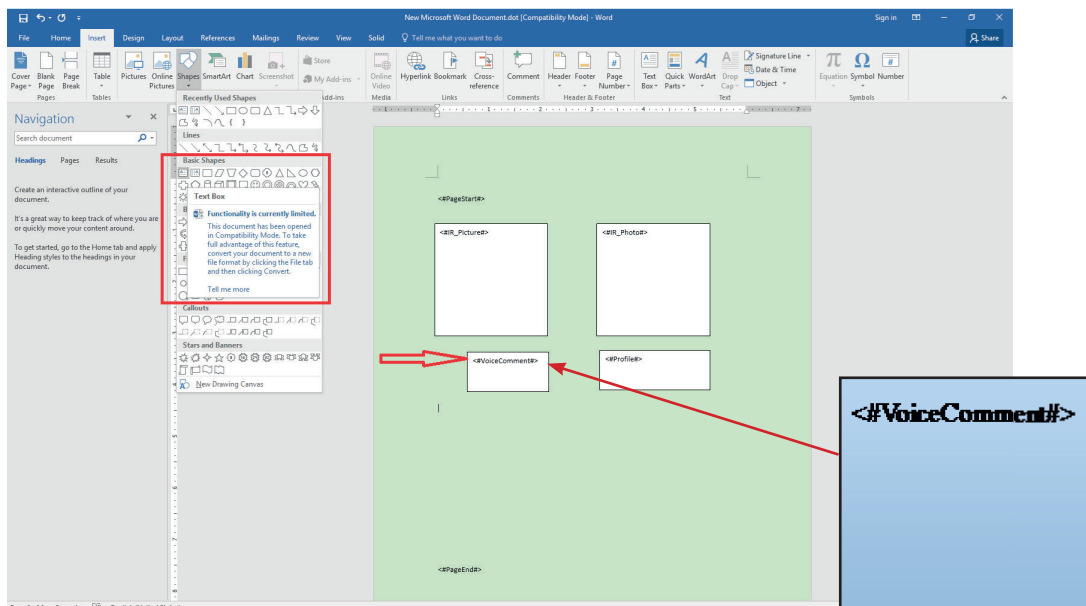 New Microsoft Word Document.dot [Compatibility Mode] - Word
Sign in
File Home Insert Design Layout References Mailings Review View Solid Tell me what you want to do
Share
Cover Page
Blank Page
Page Break
Table
Pictures
Online Pictures
Shapes
SmartArt
Chart
Screenshot
Store
My Add-ins
Online Video
Hyperlink
Bookmark
Cross-reference
Comment
Header
Footer
Page Number
Text Box
Quick Parts
WordArt
Drop Cap
Signature Line
Date & Time
Object
Equation
Symbol
Number
Pages
Tables
dd-ins
Media
Links
Comments
Header & Footer
Text
Symbols
Navigation
Search document
Headings Pages Results
Create an interactive outline of your
document.
It's a great way to keep track of where you are
or quickly move your content around.
To get started, go to the Home tab and apply
Heading styles to the headings in your
document.
Recently Used Shapes
Lines
Basic Shapes
Text Box
Functionality is currently limited.
This document has been opened
in Compatibility Mode. To take
full advantage of this feature,
convert your document to a new
file format by clicking the File tab
and then clicking Convert.
Tell me more
Callouts
Stars and Banners
New Drawing Canvas
<#PageStart#>
<#IR_Picture#>
<#IR_Photo#>
<#VoiceComment#>
<#Profile#>
<#PageEnd#>
<#VoiceComment#>